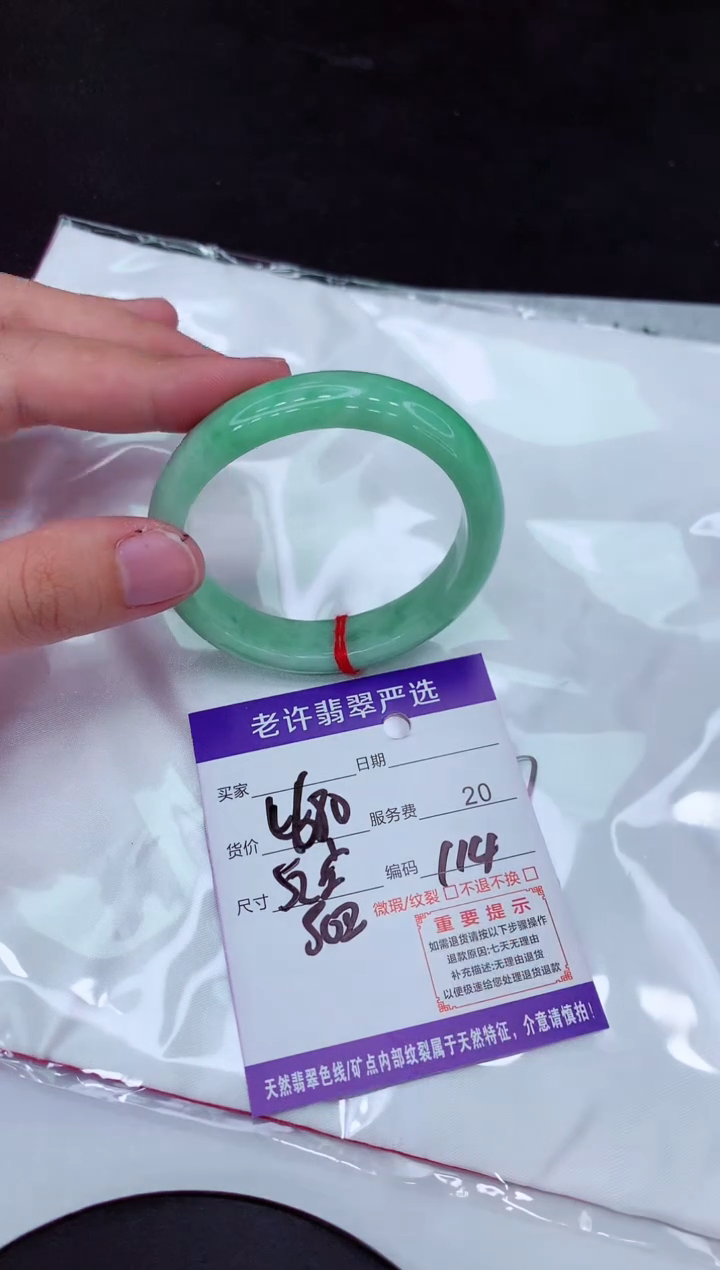 老许翡翠严选
买家 日期
货价 4680 服务费 20
尺寸 编码 114
502
微瑕/纹裂 □ 不退不换 □
重要提示
如需退货请按以下步骤操作
退款原因:七天无理由
补充描述:无理由退货
以便极速给您处理退货退款
天然翡翠色线/矿点内部纹裂属于天然特征，介意请慎拍！